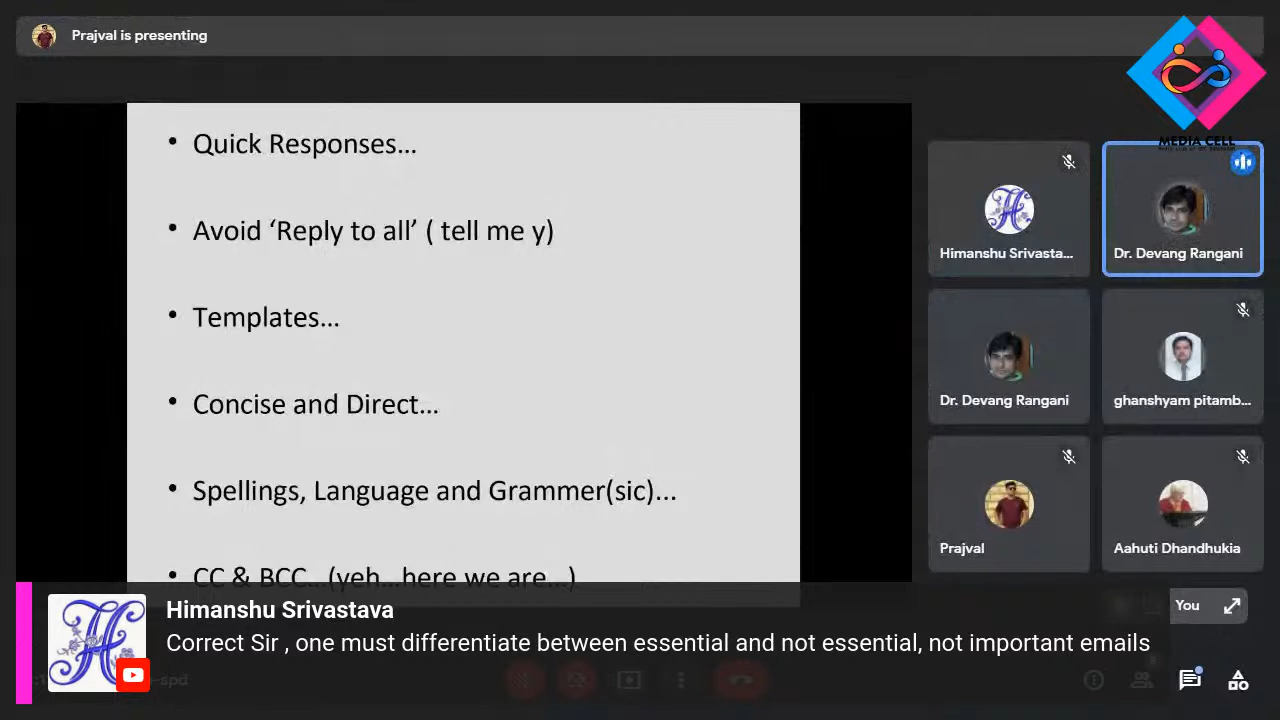 Prajval is presenting
MEDIA CELL
• Quick Responses...
• Avoid ‘Reply to all’ ( tell me y)
• Templates...
• Concise and Direct...
• Spellings, Language and Grammer(sic)...
• CC & BCC...(yeh...here we are...)
Himanshu Srivasta...
Dr. Devang Rangani
Dr. Devang Rangani
ghanshyam pitamb...
Prajval
Aahuti Dhandhukia
You
Himanshu Srivastava
Correct Sir , one must differentiate between essential and not essential, not important emails
-spd